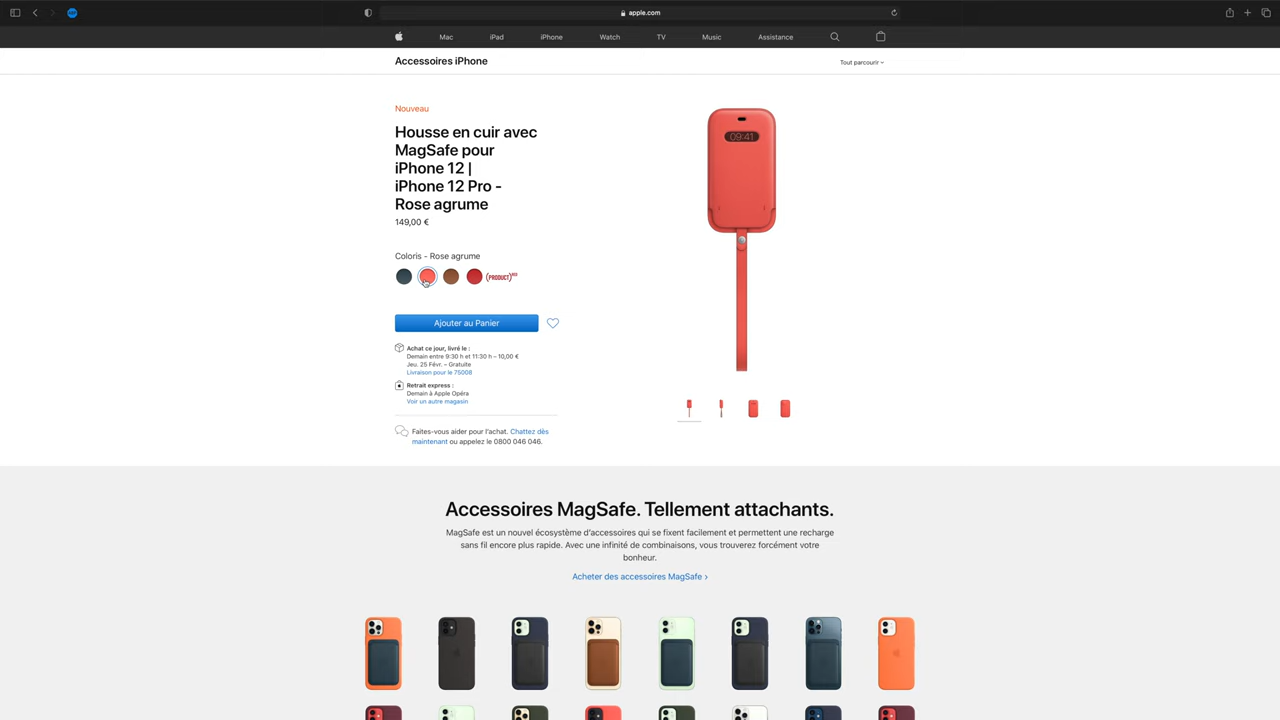 apple.com
Mac iPad iPhone Watch TV Music Assistance
Accessoires iPhone
Tout parcourir
Nouveau
Housse en cuir avec
MagSafe pour
iPhone 12 |
iPhone 12 Pro -
Rose agrume
149,00 €
Coloris - Rose agrume
(PRODUCT)RED
Ajouter au Panier
Achat ce jour, livré le :
Demain entre 9:30 h et 11:30 h – 10,00 €
Jeu. 25 Févr. – Gratuite
Livraison pour le 75008
Retrait express :
Demain à Apple Opéra
Voir un autre magasin
Faites-vous aider pour l'achat. Chattez dès
maintenant ou appelez le 0800 046 046.
09:41
Accessoires MagSafe. Tellement attachants.
MagSafe est un nouvel écosystème d'accessoires qui se fixent facilement et permettent une recharge
sans fil encore plus rapide. Avec une infinité de combinaisons, vous trouverez forcément votre
bonheur.
Acheter des accessoires MagSafe ›